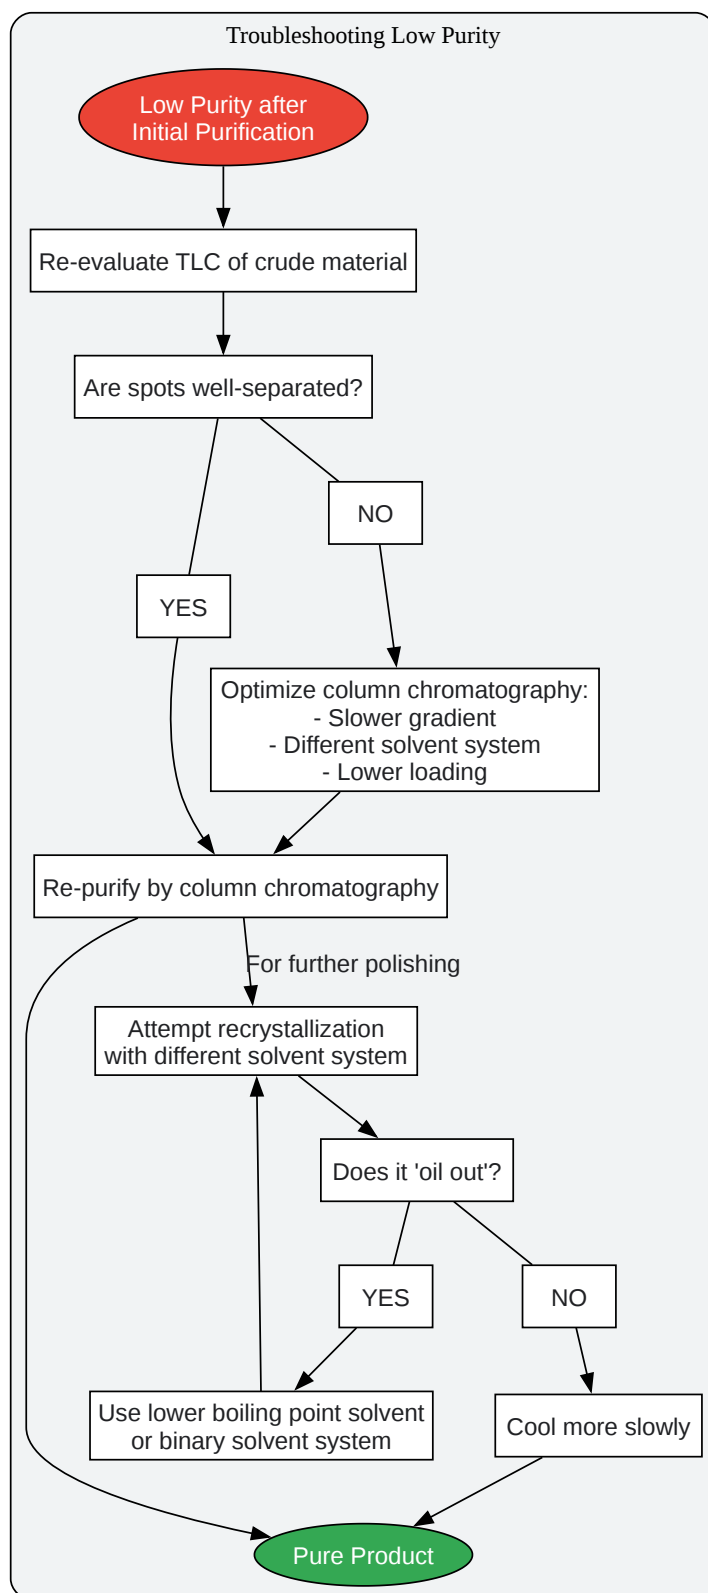 Troubleshooting Low Purity
Low Purity after
Initial Purification
Re-evaluate TLC of crude material
Are spots well-separated?
NO
YES
Optimize column chromatography:
- Slower gradient
- Different solvent system
- Lower loading
Re-purify by column chromatography
For further polishing
Attempt recrystallization
with different solvent system
Does it 'oil out'?
YES
NO
Use lower boiling point solvent
or binary solvent system
Cool more slowly
Pure Product